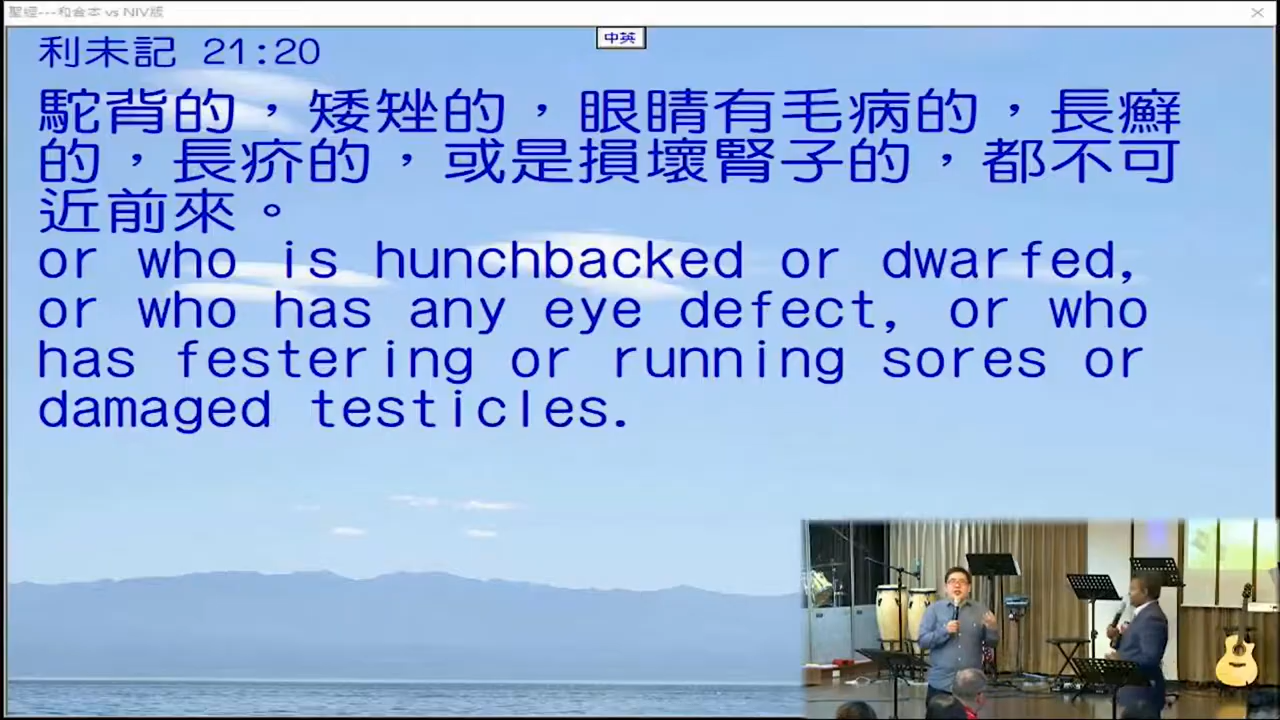 聖經---和合本 vs NIV版
中英
利未記 21:20
駝背的，矮矬的，眼睛有毛病的，長癬
的，長疥的，或是損壞腎子的，都不可
近前來。
or who is hunchbacked or dwarfed,
or who has any eye defect, or who
has festering or running sores or
damaged testicles.